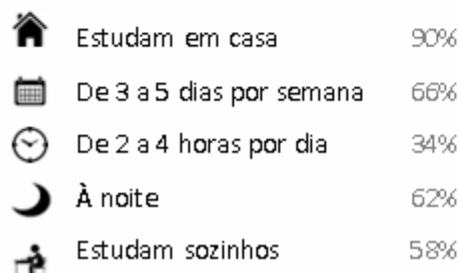 Estudam em casa 90%
De 3 a 5 dias por semana 66%
De 2 a 4 horas por dia 34%
À noite 62%
Estudam sozinhos 58%